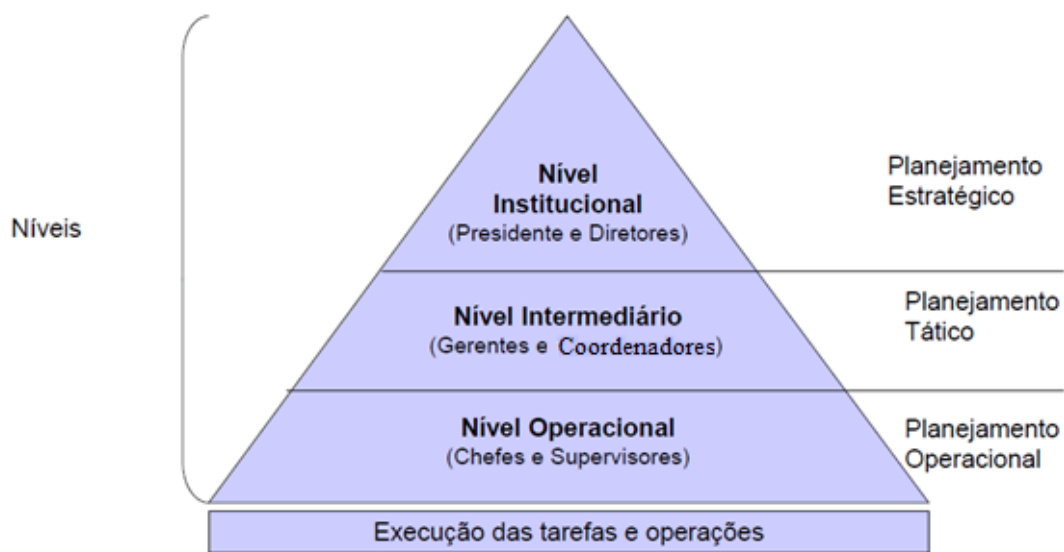 Níveis
Nível
Institucional
(Presidente e Diretores)
Planejamento
Estratégico
Nível Intermediário
(Gerentes e Coordenadores)
Planejamento
Tático
Nível Operacional
(Chefes e Supervisores)
Planejamento
Operacional
Execução das tarefas e operações